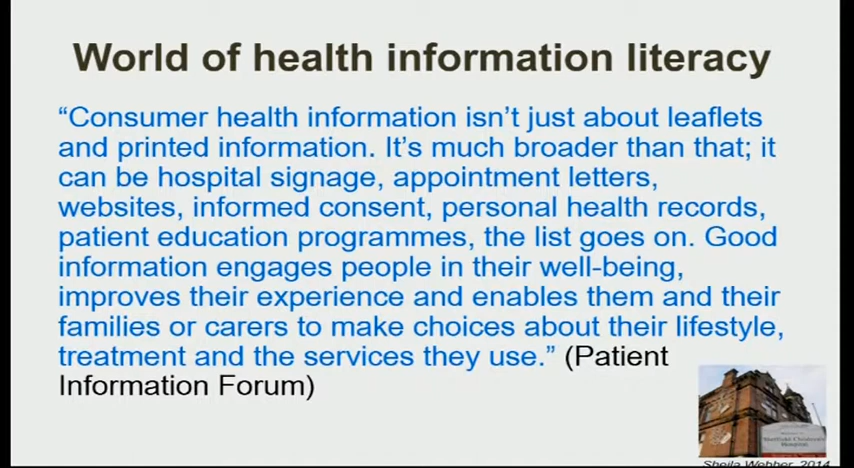 World of health information literacy
“Consumer health information isn’t just about leaflets
and printed information. It’s much broader than that; it
can be hospital signage, appointment letters,
websites, informed consent, personal health records,
patient education programmes, the list goes on. Good
information engages people in their well-being,
improves their experience and enables them and their
families or carers to make choices about their lifestyle,
treatment and the services they use.” (Patient
Information Forum)
Sheffield Children's
Hospital
Sheila Webber, 2014